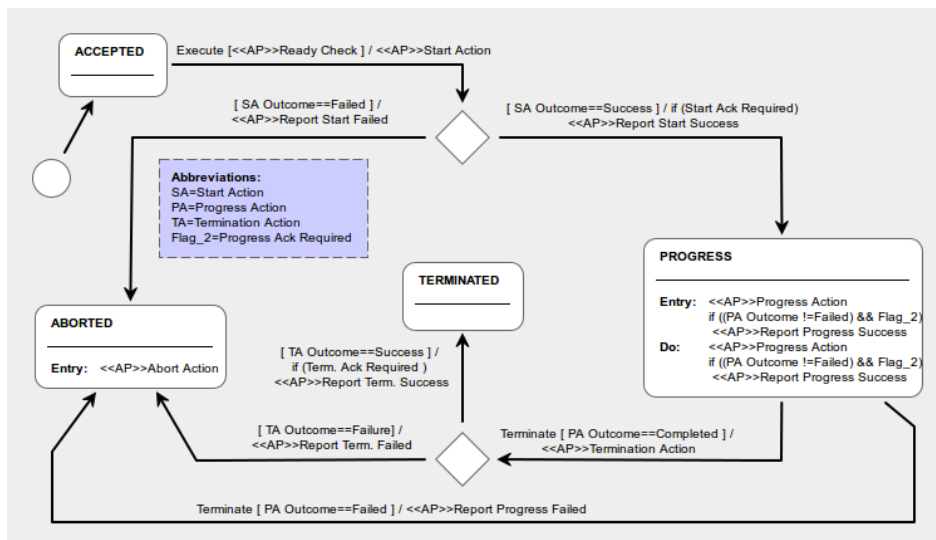 ACCEPTED
Execute [<<AP>>Ready Check ] / <<AP>>Start Action
[ SA Outcome==Failed ] /
<<AP>>Report Start Failed
[ SA Outcome==Success ] / if (Start Ack Required)
<<AP>>Report Start Success
Abbreviations:
SA=Start Action
PA=Progress Action
TA=Termination Action
Flag_2=Progress Ack Required
TERMINATED
PROGRESS
Entry: <<AP>>Progress Action
if ((PA Outcome !=Failed) && Flag_2)
<<AP>>Report Progress Success
Do: <<AP>>Progress Action
if ((PA Outcome !=Failed) && Flag_2)
<<AP>>Report Progress Success
ABORTED
Entry: <<AP>>Abort Action
[ TA Outcome==Success ] /
if (Term. Ack Required )
<<AP>>Report Term. Success
[ TA Outcome==Failure] /
<<AP>>Report Term. Failed
Terminate [ PA Outcome==Completed ] /
<<AP>>Termination Action
Terminate [ PA Outcome==Failed ] / <<AP>>Report Progress Failed